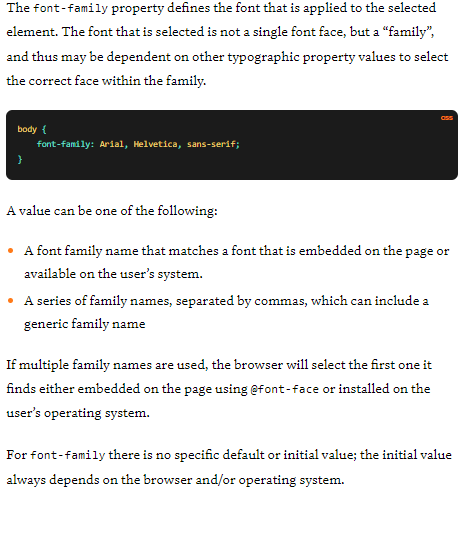 The font-family property defines the font that is applied to the selected
element. The font that is selected is not a single font face, but a “family”,
and thus may be dependent on other typographic property values to select
the correct face within the family.
css
body {
    font-family: Arial, Helvetica, sans-serif;
}
A value can be one of the following:
• A font family name that matches a font that is embedded on the page or
available on the user’s system.
• A series of family names, separated by commas, which can include a
generic family name
If multiple family names are used, the browser will select the first one it
finds either embedded on the page using @font-face or installed on the
user’s operating system.
For font-family there is no specific default or initial value; the initial value
always depends on the browser and/or operating system.